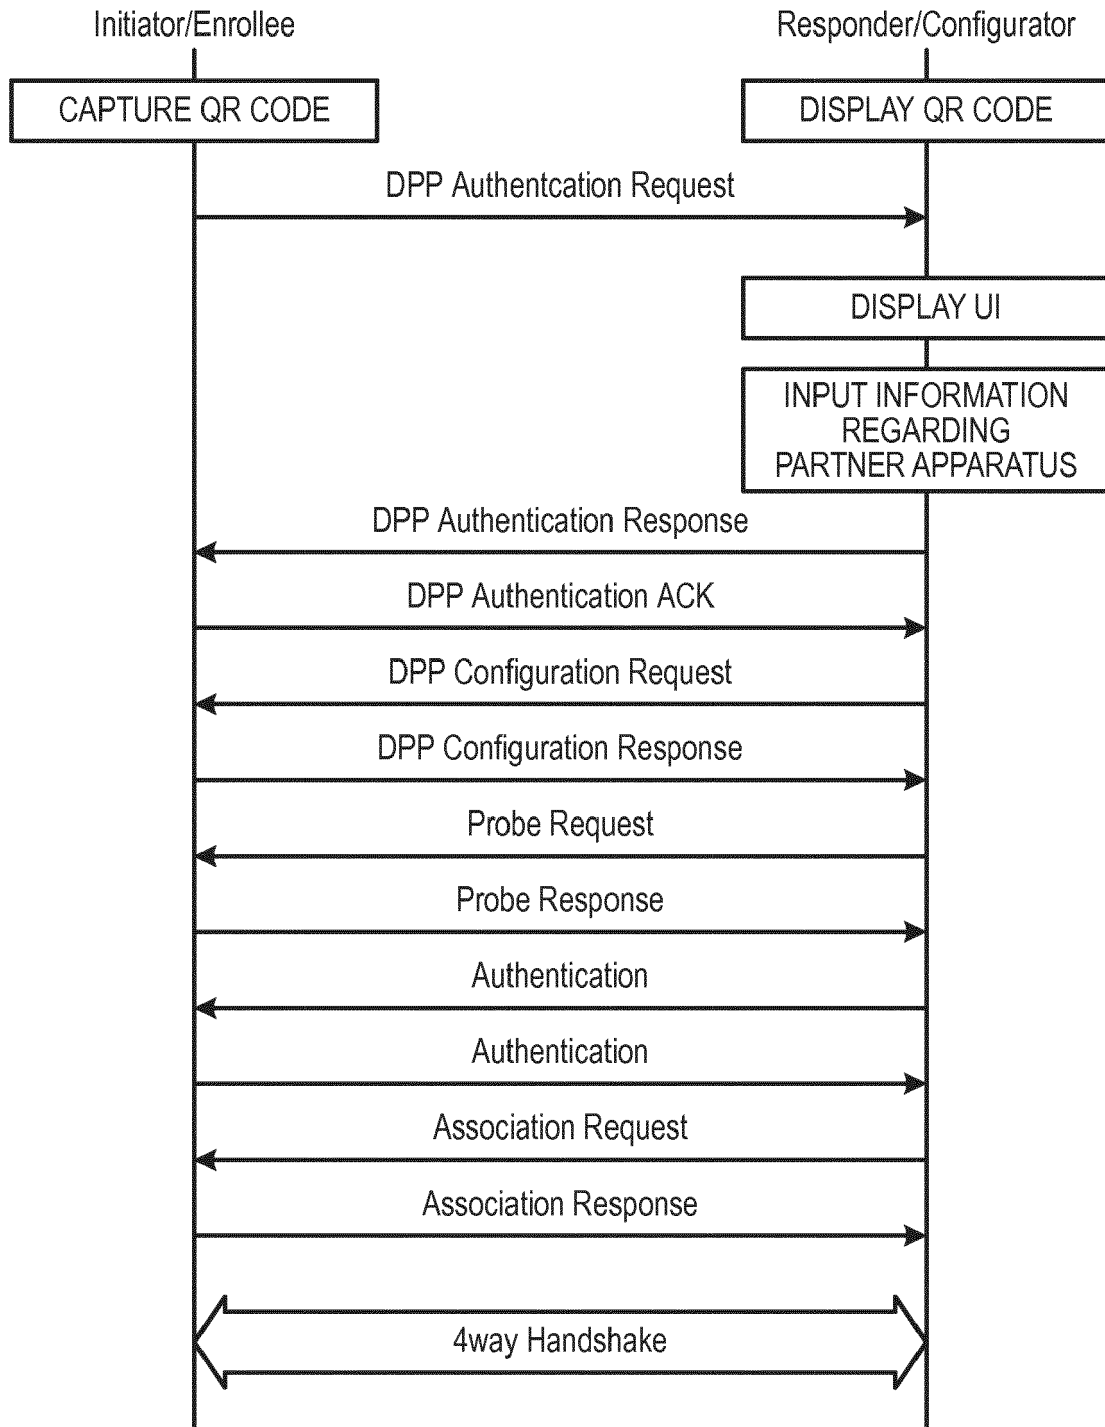 Initiator/Enrollee
Responder/Configurator
CAPTURE QR CODE
DISPLAY QR CODE
DPP Authentcation Request
DISPLAY UI
INPUT INFORMATION
REGARDING
PARTNER APPARATUS
DPP Authentication Response
DPP Authentication ACK
DPP Configuration Request
DPP Configuration Response
Probe Request
Probe Response
Authentication
Authentication
Association Request
Association Response
4way Handshake